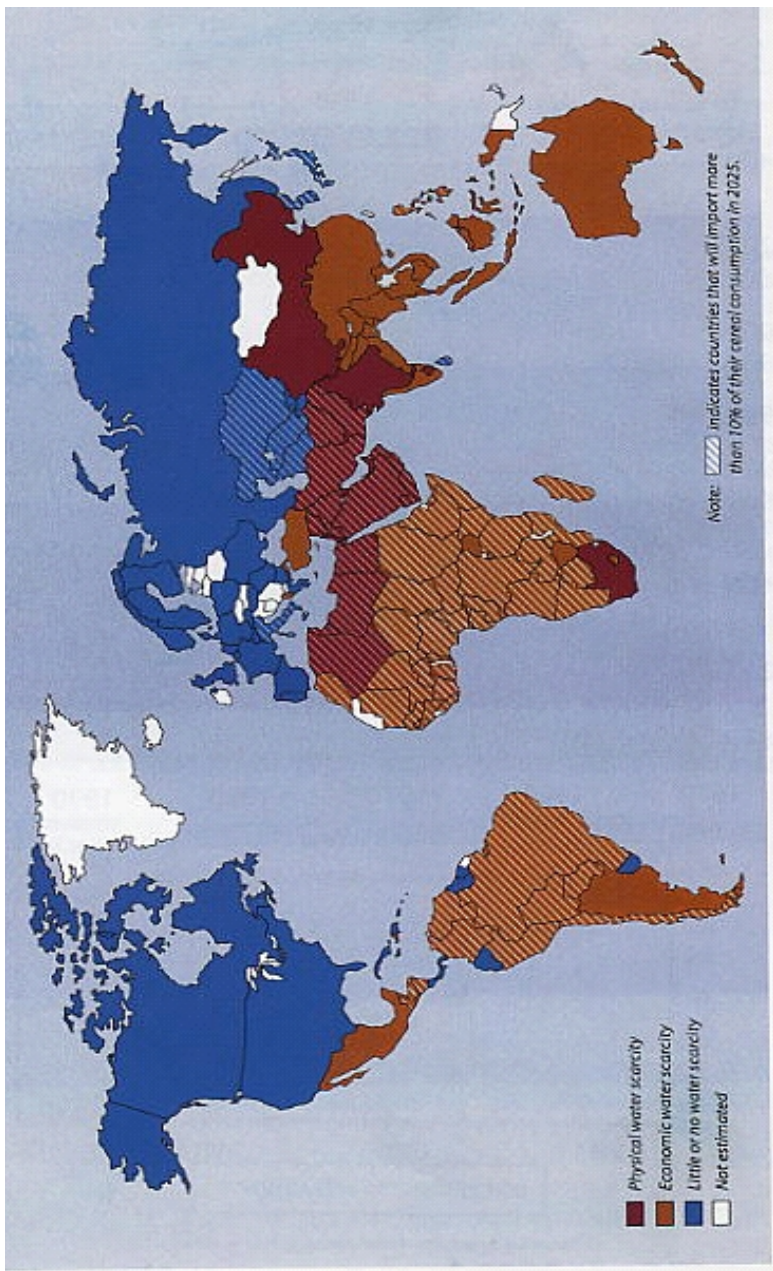 Physical water scarcity
Economic water scarcity
Little or no water scarcity
Not estimated
Note: indicates countries that will import more
than 10% of their cereal consumption in 2025.